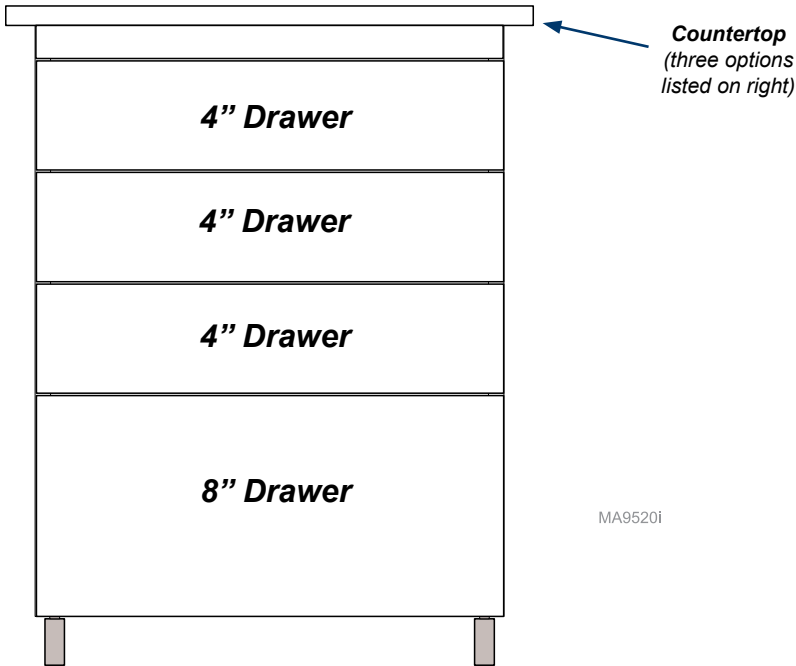 Countertop
(three options
listed on right)
4” Drawer
4” Drawer
4” Drawer
8” Drawer
MA9520i